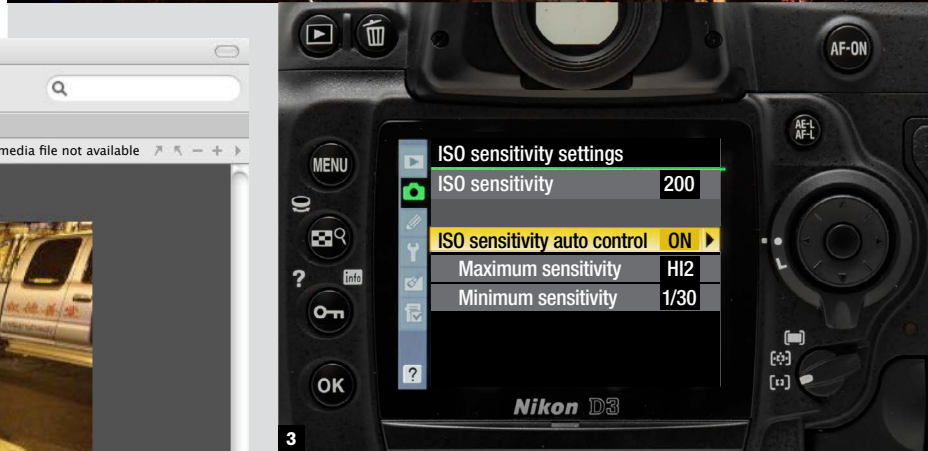 media file not available
AF-ON
AE-L
AF-L
MENU
?
info
OK
ISO sensitivity settings
ISO sensitivity 200
ISO sensitivity auto control ON
Maximum sensitivity HI2
Minimum sensitivity 1/30
?
L
Nikon D3
3